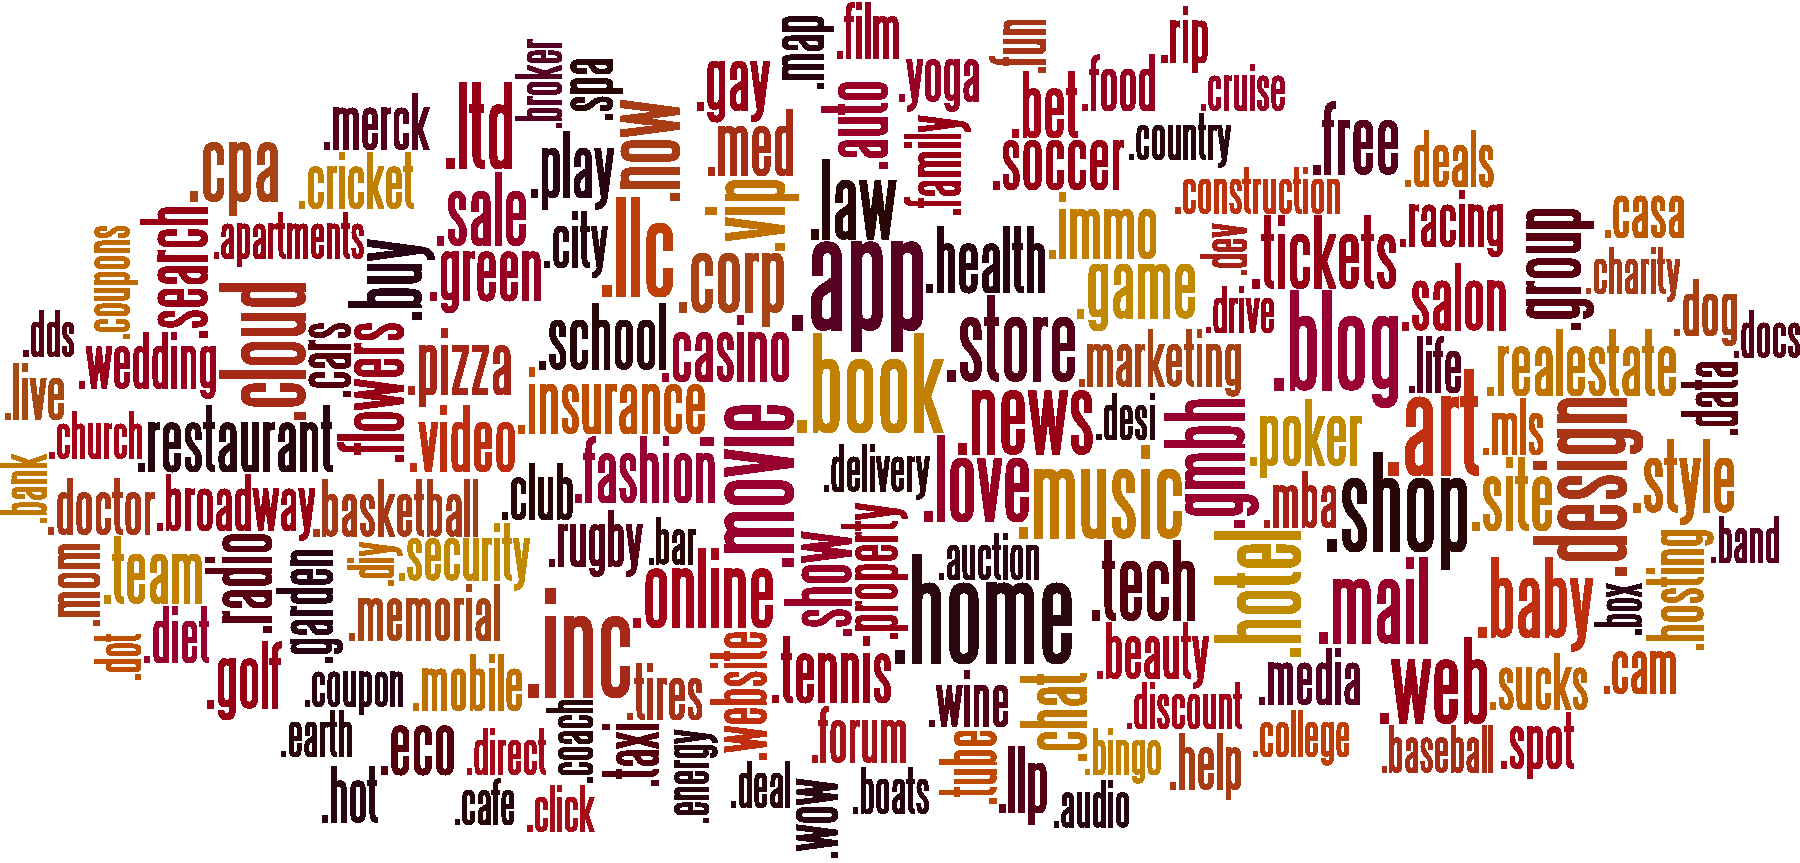 .film
.map
.rip
.fun
.broker
.spa
.gay
.yoga
.food
.cruise
.bet
.auto
.merck
.ltd
.now
.med
.family
.soccer
.country
.free
.deals
.cpa
.cricket
.play
.vip
.law
.construction
.search
.apartments
.sale
.city
.llc
.immo
.dev
.tickets
.racing
.group
.casa
.coupons
.buy
.green
.corp
.app
.health
.game
.charity
.dds
.cloud
.cars
.school
.store
.drive
.blog
.salon
.dog
.docs
.wedding
.flowers
.pizza
.casino
.book
.marketing
.life
.realestate
.live
.insurance
.news
.desi
.data
.church
.restaurant
.video
.movie
.gmbh
.poker
.art
.mls
.design
.bank
.fashion
.delivery
.love
.music
.style
.doctor
.broadway
.basketball
.club
.mba
.shop
.site
.mom
.team
.radio
.garden
.diy
.security
.rugby
.bar
.show
.property
.auction
.tech
.hotel
.hosting
.band
.dot
.diet
.memorial
.inc
.online
.home
.mail
.baby
.box
.golf
.coupon
.mobile
.tires
.website
.tennis
.wine
.chat
.beauty
.media
.web
.sucks
.cam
.earth
.eco
.direct
.coach
.taxi
.energy
.forum
.tube
.discount
.bingo
.help
.college
.baseball
.spot
.hot
.cafe
.click
.deal
.wow
.boats
.llp
.audio